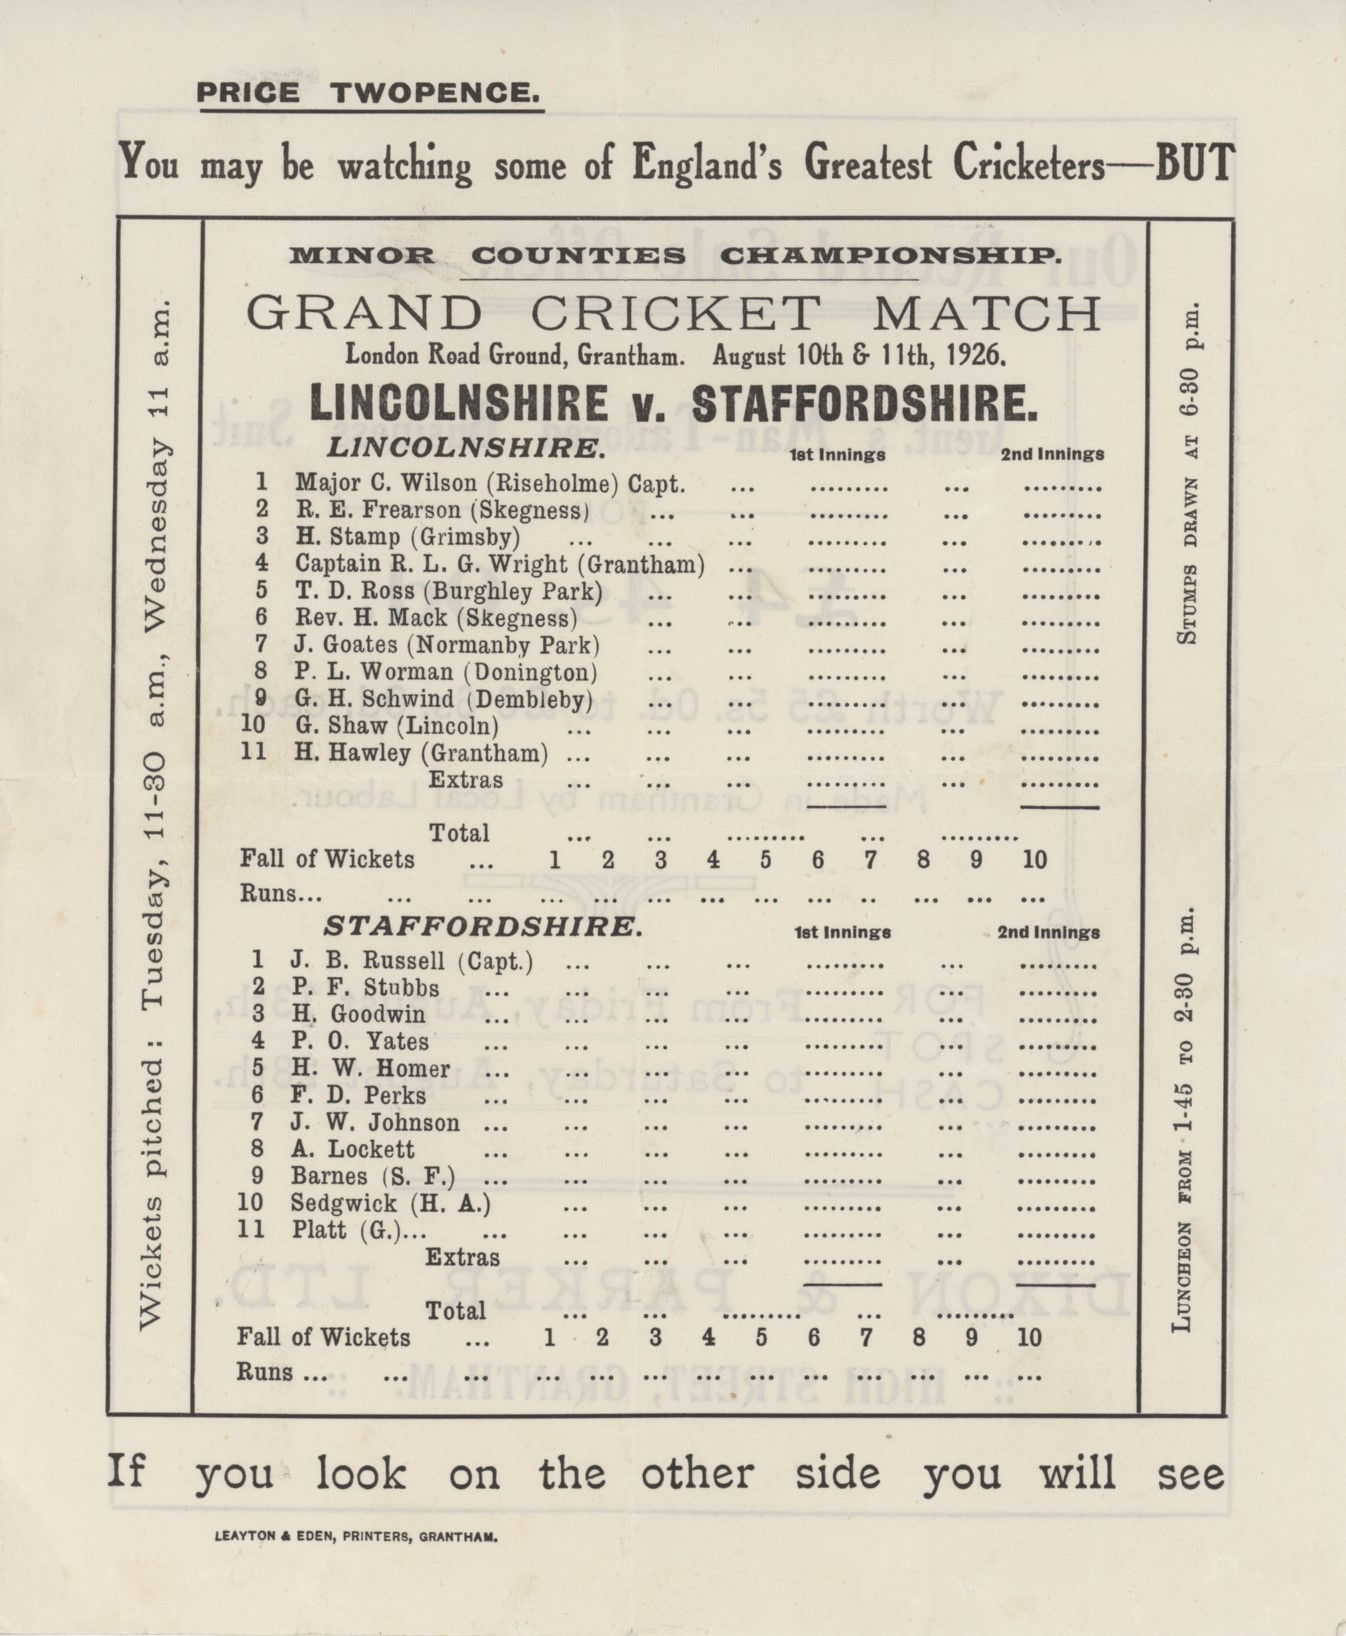 PRICE TWOPENCE.
You may be watching some of England's Greatest Cricketers—BUT
Wickets pitched: Tuesday, 11-30 a.m., Wednesday 11 a.m.
MINOR COUNTIES CHAMPIONSHIP.
GRAND CRICKET MATCH
London Road Ground, Grantham. August 10th & 11th, 1926.
LINCOLNSHIRE v. STAFFORDSHIRE.
LINCOLNSHIRE. 1st Innings 2nd Innings
1 Major C. Wilson (Riseholme) Capt. ... ......... ... .........
2 R. E. Frearson (Skegness) ... ... ......... ... .........
3 H. Stamp (Grimsby) ... ... ... ......... ... .........
4 Captain R. L. G. Wright (Grantham) ... ......... ... .........
5 T. D. Ross (Burghley Park) ... ... ......... ... .........
6 Rev. H. Mack (Skegness) ... ... ......... ... .........
7 J. Goates (Normanby Park) ... ... ......... ... .........
8 P. L. Worman (Donington) ... ... ......... ... .........
9 G. H. Schwind (Dembleby) ... ... ......... ... .........
10 G. Shaw (Lincoln) ... ... ... ......... ... .........
11 H. Hawley (Grantham) ... ... ... ......... ... .........
Extras ... ... ... ......... ... .........
Total ... ... ......... ... .........
Fall of Wickets ... 1 2 3 4 5 6 7 8 9 10
Runs... ... ... ... ... ... ... ... ... .. ... ... ...
STAFFORDSHIRE. 1st Innings 2nd Innings
1 J. B. Russell (Capt.) ... ... ... ......... ... .........
2 P. F. Stubbs ... ... ... ... ......... ... .........
3 H. Goodwin ... ... ... ... ......... ... .........
4 P. O. Yates ... ... ... ... ......... ... .........
5 H. W. Homer ... ... ... ... ......... ... .........
6 F. D. Perks ... ... ... ... ......... ... .........
7 J. W. Johnson ... ... ... ... ......... ... .........
8 A. Lockett ... ... ... ... ......... ... .........
9 Barnes (S. F.) ... ... ... ... ......... ... .........
10 Sedgwick (H. A.) ... ... ... ......... ... .........
11 Platt (G.)... ... ... ... ... ......... ... .........
Extras ... ... ... ......... ... .........
Total ... ... ......... ... .........
Fall of Wickets ... 1 2 3 4 5 6 7 8 9 10
Runs ... ... ... ... ... ... ... ... ... ... ... ... ...
LUNCHEON FROM 1-45 TO 2-30 p.m. STUMPS DRAWN AT 6-30 p.m.
If you look on the other side you will see
LEAYTON & EDEN, PRINTERS, GRANTHAM.